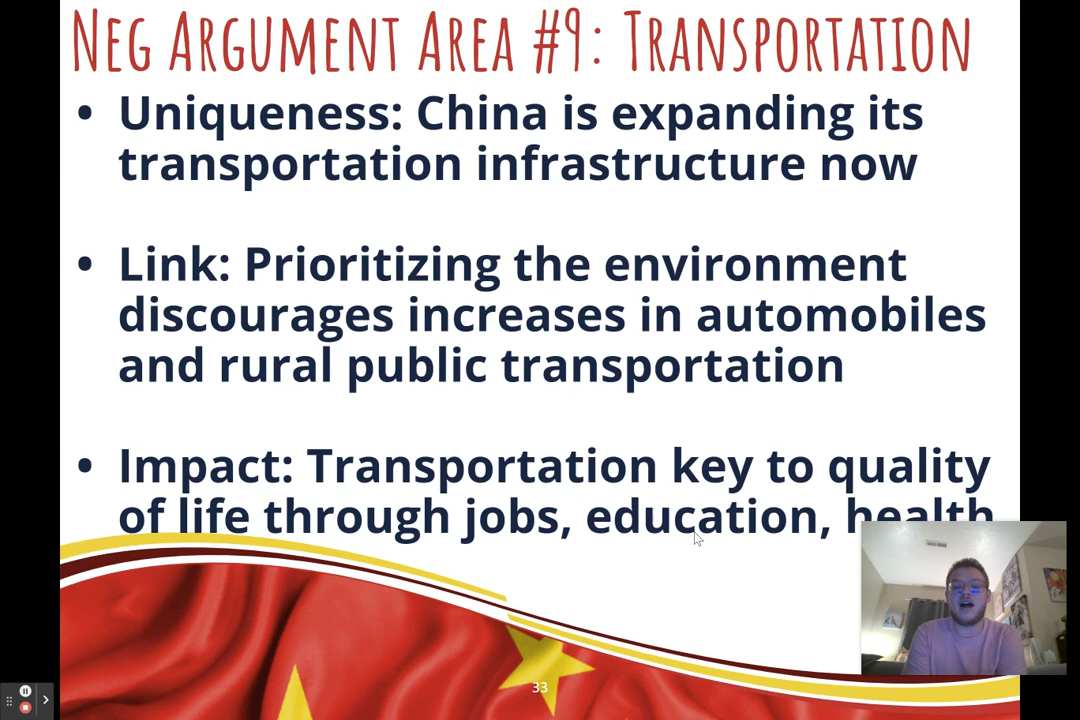 NEG ARGUMENT AREA #9: TRANSPORTATION
• Uniqueness: China is expanding its
transportation infrastructure now
• Link: Prioritizing the environment
discourages increases in automobiles
and rural public transportation
• Impact: Transportation key to quality
of life through jobs, education, health
33